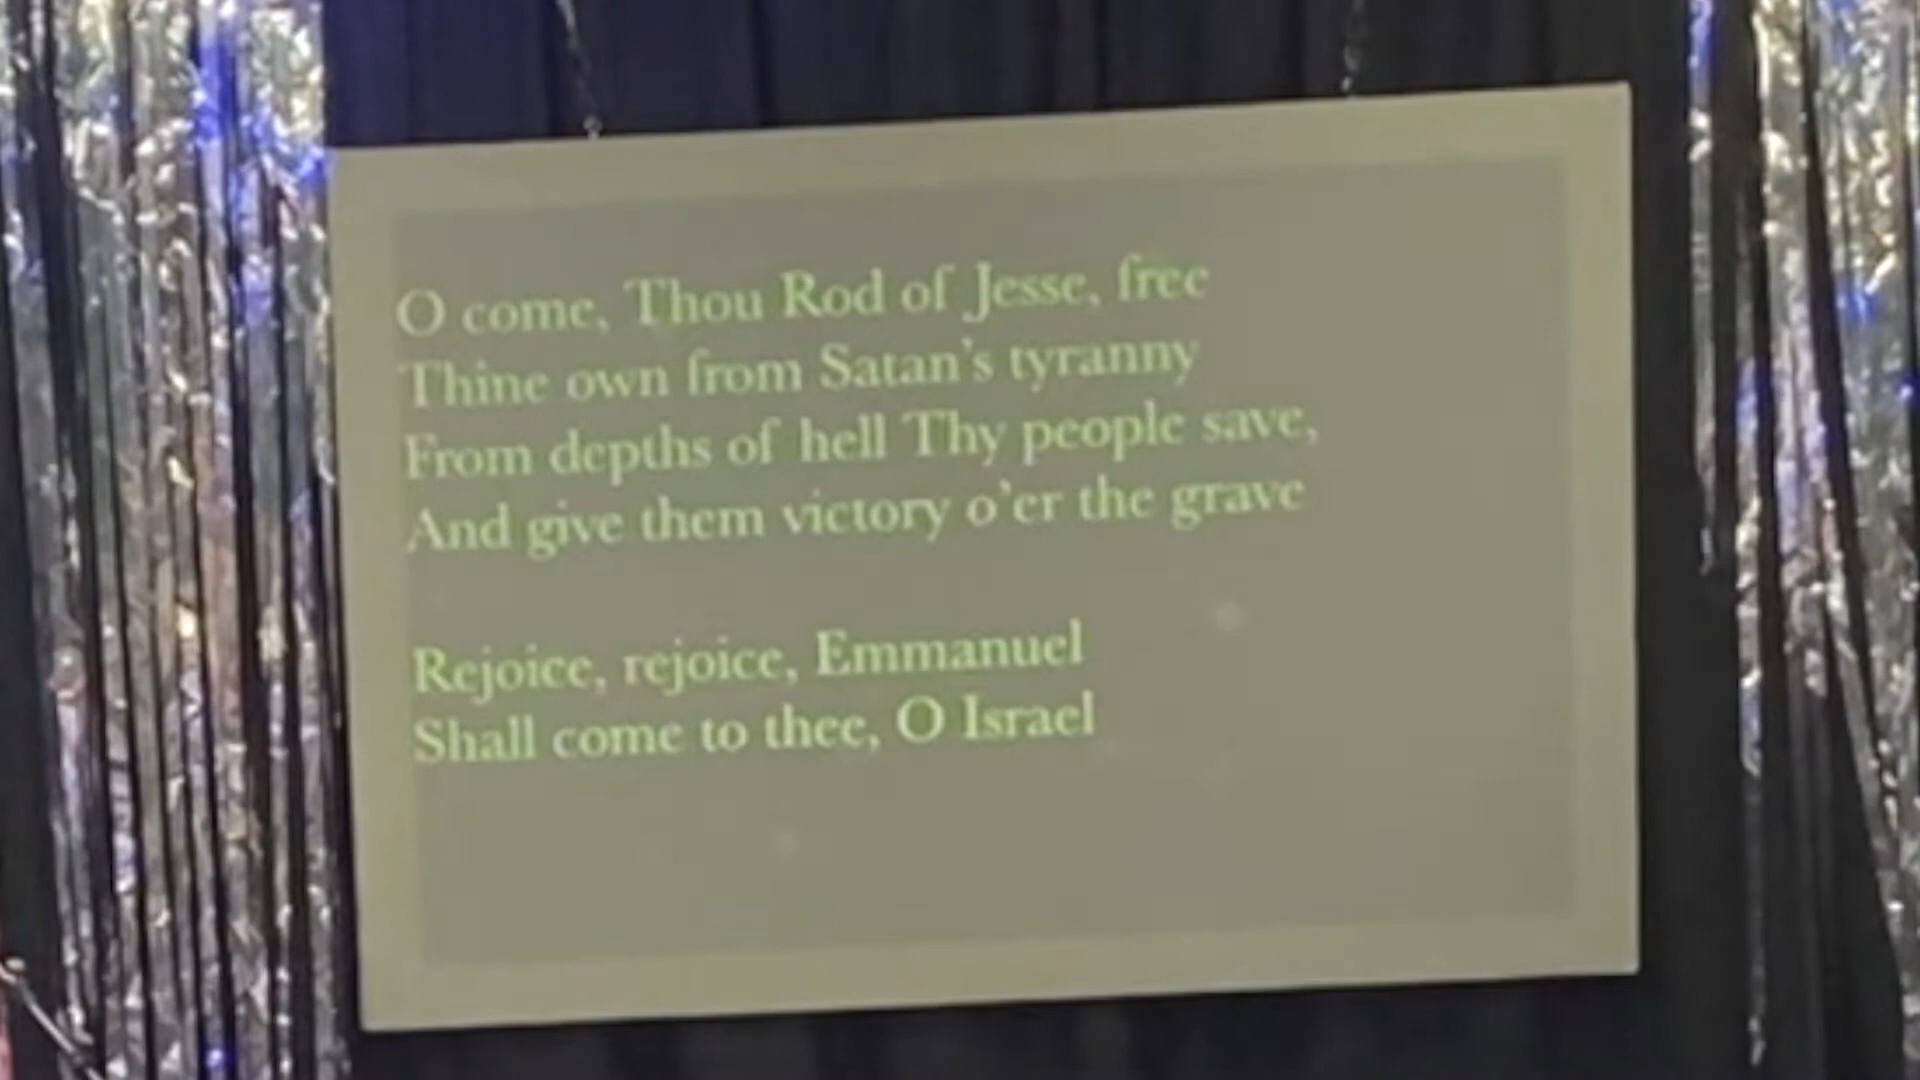 O come, Thou Rod of Jesse, free
Thine own from Satan's tyranny
From depths of hell Thy people save,
And give them victory o'er the grave
Rejoice, rejoice, Emmanuel
Shall come to thee, O Israel